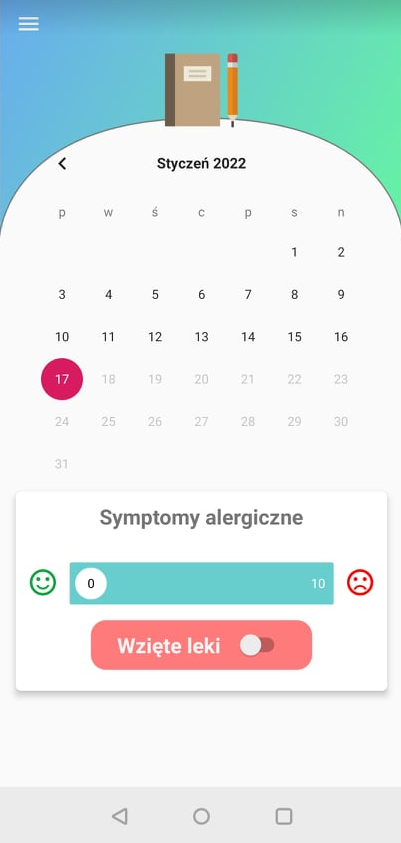 Styczeń 2022
p w ś c p s n
1 2
3 4 5 6 7 8 9
10 11 12 13 14 15 16
17 18 19 20 21 22 23
24 25 26 27 28 29 30
31
Symptomy alergiczne
0 10
Wzięte leki